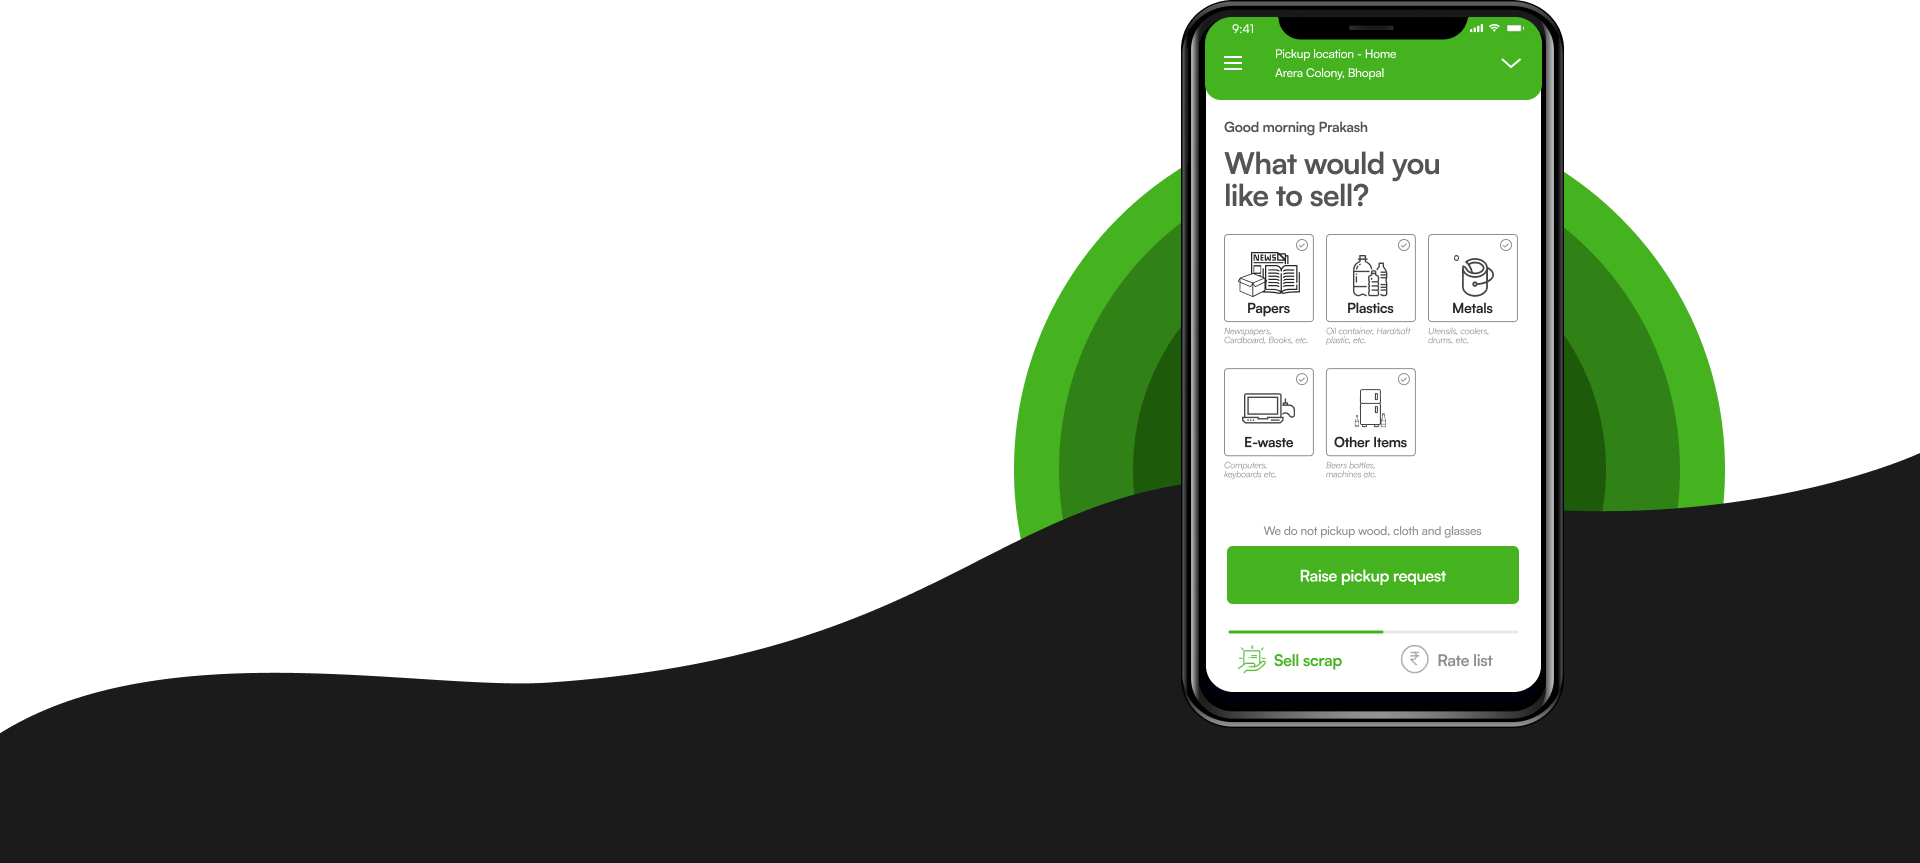 9:41
Pickup location - Home
Arera Colony, Bhopal
Good morning Prakash
What would you
like to sell?
NEWS
Papers
Newspapers,
Cardboard, Books, etc.
Plastics
Oil container, Hard/soft
plastic, etc.
Metals
Utensils, coolers,
drums, etc.
E-waste
Computers,
keyboards etc.
Other Items
Beers bottles,
machines etc.
We do not pickup wood, cloth and glasses
Raise pickup request
Sell scrap
₹
Rate list